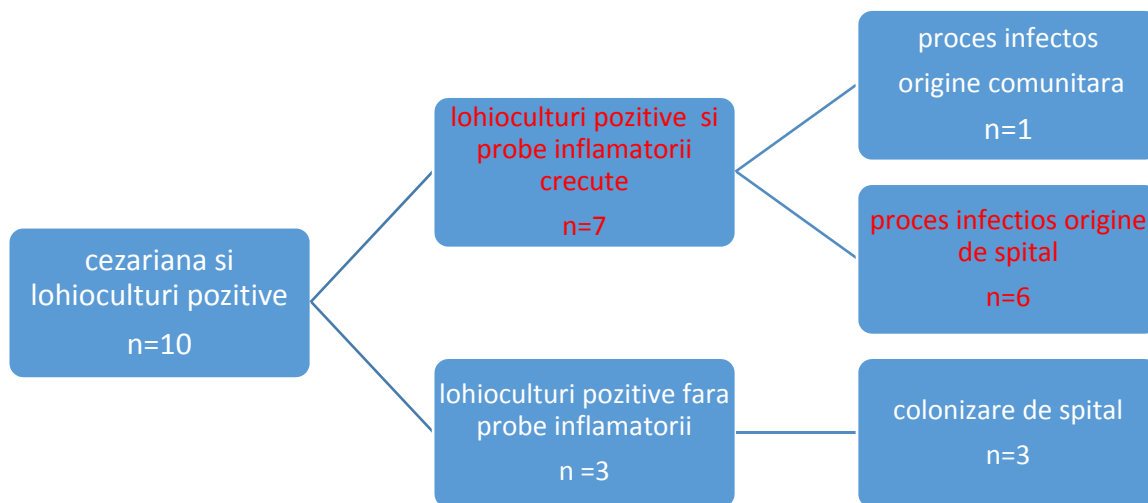 cezariana si
lohioculturi pozitive
n=10
lohioculturi pozitive si
probe inflamatorii
crecute
n=7
lohioculturi pozitive fara
probe inflamatorii
n =3
proces infectos
origine comunitara
n=1
proces infectios origine
de spital
n=6
colonizare de spital
n=3